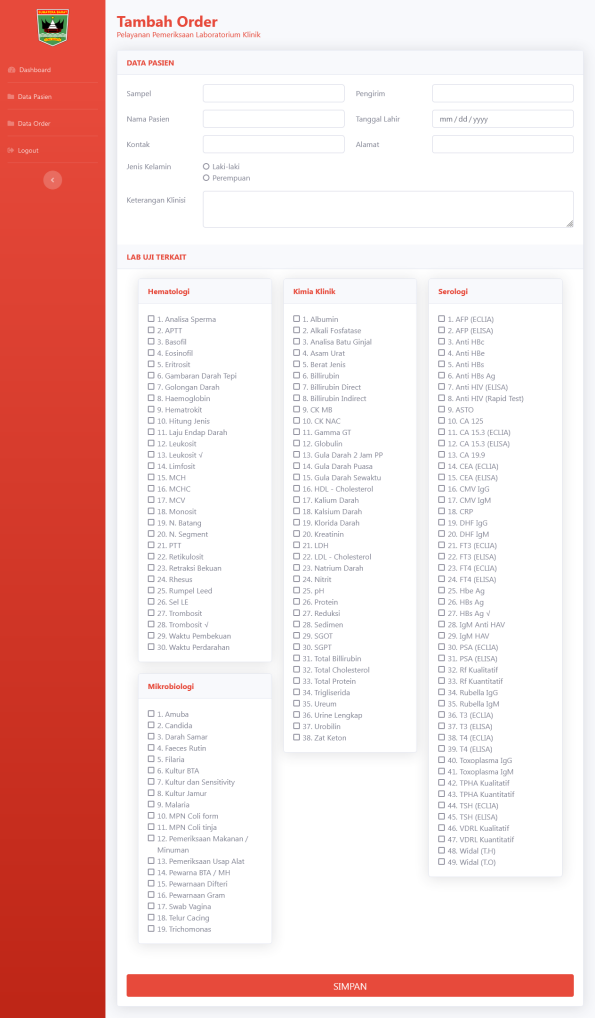 SUMATERA BARAT
Dashboard
Data Pasien
Data Order
Logout
Tambah Order
Pelayanan Pemeriksaan Laboratorium Klinik
DATA PASIEN
Sampel
Pengirim
Nama Pasien
Tanggal Lahir
mm / dd / yyyy
Kontak
Alamat
Jenis Kelamin
Laki-laki
Perempuan
Keterangan Klinisi
LAB UJI TERKAIT
Hematologi
1. Analisa Sperma
2. APTT
3. Basofil
4. Eosinofil
5. Eritrosit
6. Gambaran Darah Tepi
7. Golongan Darah
8. Haemoglobin
9. Hematrokit
10. Hitung Jenis
11. Laju Endap Darah
12. Leukosit
13. Leukosit √
14. Limfosit
15. MCH
16. MCHC
17. MCV
18. Monosit
19. N. Batang
20. N. Segment
21. PTT
22. Retikulosit
23. Retraksi Bekuan
24. Rhesus
25. Rumpel Leed
26. Sel LE
27. Trombosit
28. Trombosit √
29. Waktu Pembekuan
30. Waktu Perdarahan
Mikrobiologi
1. Amuba
2. Candida
3. Darah Samar
4. Faeces Rutin
5. Filaria
6. Kultur BTA
7. Kultur dan Sensitivity
8. Kultur Jamur
9. Malaria
10. MPN Coli form
11. MPN Coli tinja
12. Pemeriksaan Makanan /
Minuman
13. Pemeriksaan Usap Alat
14. Pewarna BTA / MH
15. Pewarnaan Difteri
16. Pewarnaan Gram
17. Swab Vagina
18. Telur Cacing
19. Trichomonas
Kimia Klinik
1. Albumin
2. Alkali Fosfatase
3. Analisa Batu Ginjal
4. Asam Urat
5. Berat Jenis
6. Billirubin
7. Billirubin Direct
8. Billirubin Indirect
9. CK MB
10. CK NAC
11. Gamma GT
12. Globulin
13. Gula Darah 2 Jam PP
14. Gula Darah Puasa
15. Gula Darah Sewaktu
16. HDL - Cholesterol
17. Kalium Darah
18. Kalsium Darah
19. Klorida Darah
20. Kreatinin
21. LDH
22. LDL - Cholesterol
23. Natrium Darah
24. Nitrit
25. pH
26. Protein
27. Reduksi
28. Sedimen
29. SGOT
30. SGPT
31. Total Billirubin
32. Total Cholesterol
33. Total Protein
34. Trigliserida
35. Ureum
36. Urine Lengkap
37. Urobilin
38. Zat Keton
Serologi
1. AFP (ECLIA)
2. AFP (ELISA)
3. Anti HBc
4. Anti HBe
5. Anti HBs
6. Anti HBs Ag
7. Anti HIV (ELISA)
8. Anti HIV (Rapid Test)
9. ASTO
10. CA 125
11. CA 15.3 (ECLIA)
12. CA 15.3 (ELISA)
13. CA 19.9
14. CEA (ECLIA)
15. CEA (ELISA)
16. CMV IgG
17. CMV IgM
18. CRP
19. DHF IgG
20. DHF IgM
21. FT3 (ECLIA)
22. FT3 (ELISA)
23. FT4 (ECLIA)
24. FT4 (ELISA)
25. Hbe Ag
26. HBs Ag
27. HBs Ag √
28. IgM Anti HAV
29. IgM HAV
30. PSA (ECLIA)
31. PSA (ELISA)
32. Rf Kualitatif
33. Rf Kuantitatif
34. Rubella IgG
35. Rubella IgM
36. T3 (ECLIA)
37. T3 (ELISA)
38. T4 (ECLIA)
39. T4 (ELISA)
40. Toxoplasma IgG
41. Toxoplasma IgM
42. TPHA Kualitatif
43. TPHA Kuantitatif
44. TSH (ECLIA)
45. TSH (ELISA)
46. VDRL Kualitatif
47. VDRL Kuantitatif
48. Widal (T.H)
49. Widal (T.O)
SIMPAN